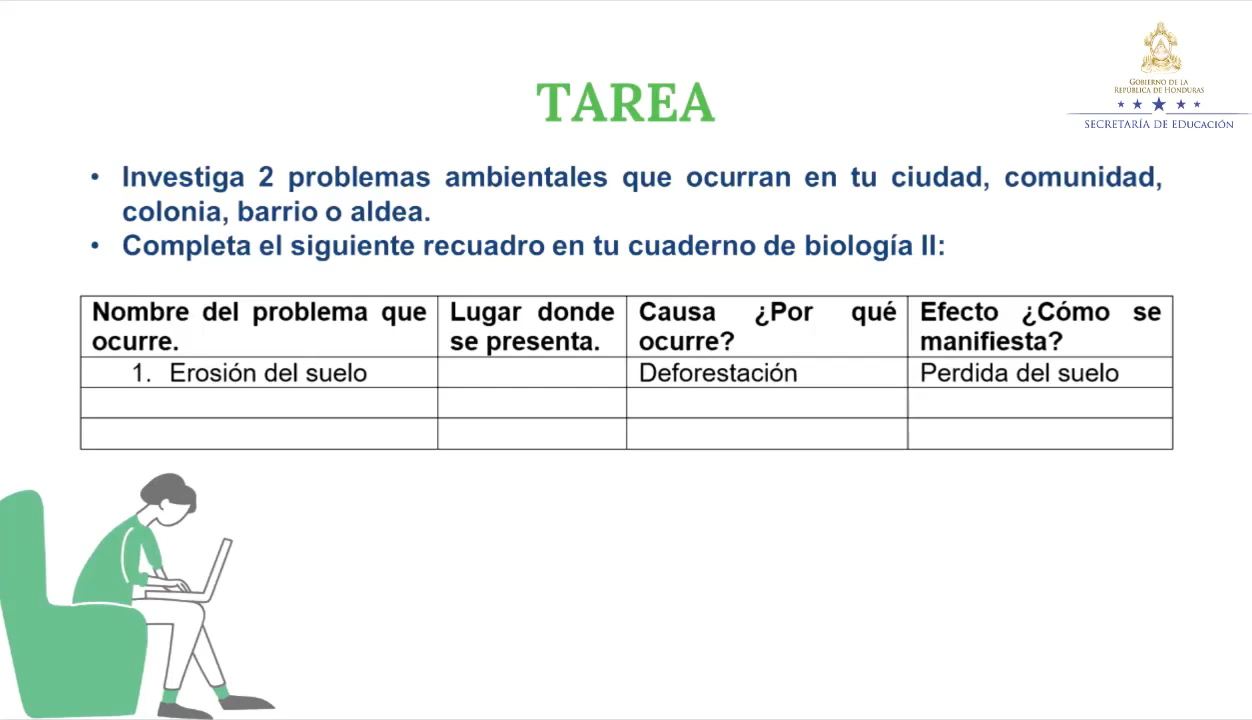 GOBIERNO DE LA
REPÚBLICA DE HONDURAS
SECRETARÍA DE EDUCACIÓN
TAREA
• Investiga 2 problemas ambientales que ocurran en tu ciudad, comunidad,
colonia, barrio o aldea.
• Completa el siguiente recuadro en tu cuaderno de biología II:
Nombre del problema que
ocurre.
Lugar donde
se presenta.
Causa ¿Por qué
ocurre?
Efecto ¿Cómo se
manifiesta?
1. Erosión del suelo
Deforestación
Perdida del suelo